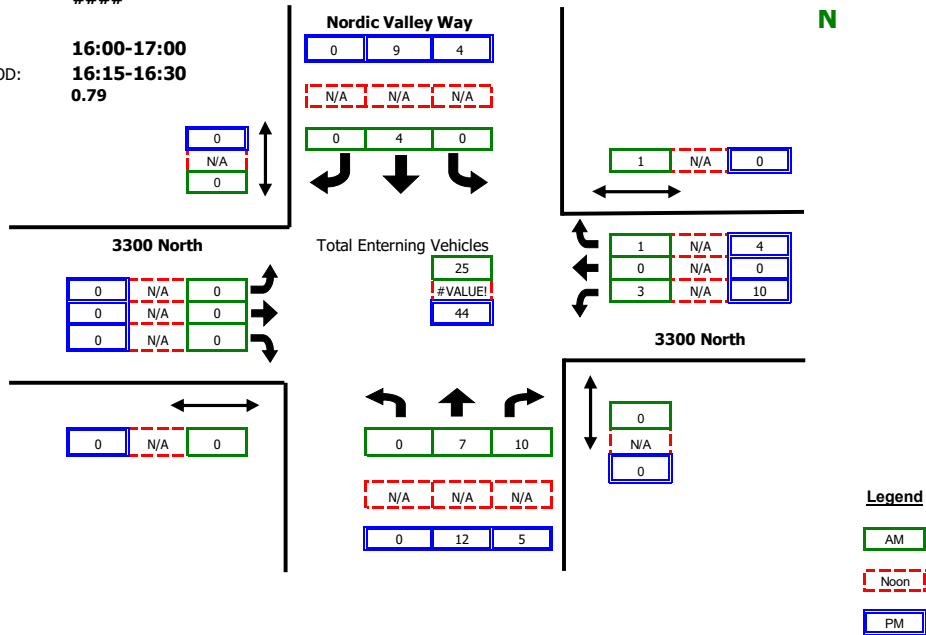 ####
N
Nordic Valley Way
16:00-17:00
0 9 4
OD: 16:15-16:30
0.79
N/A N/A N/A
0
0 4 0
N/A
1 N/A 0
0
3300 North
Total Enterning Vehicles
1 N/A 4
25
0 N/A 0
0 N/A 0
#VALUE!
3 N/A 10
0 N/A 0
44
0 N/A 0
3300 North
0
0 N/A 0
0 7 10
N/A
0
N/A N/A N/A
Legend
0 12 5
AM
Noon
PM